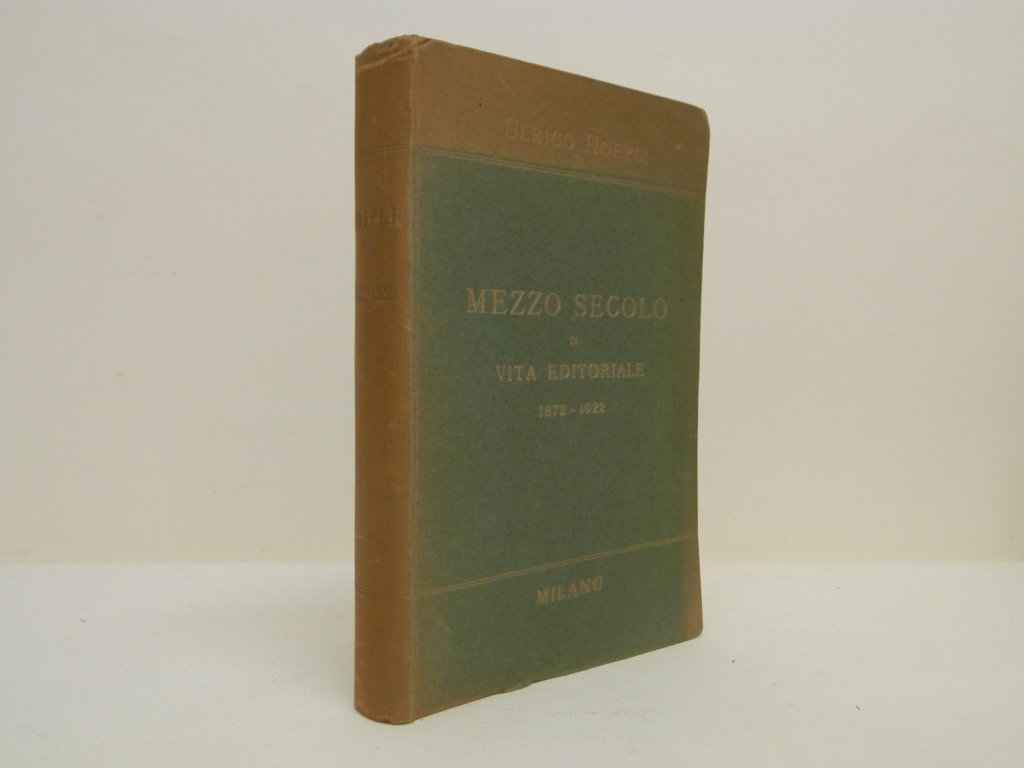 ULRICO HOEPLI
MEZZO SECOLO
DI
VITA EDITORIALE
1872-1922
MILANO